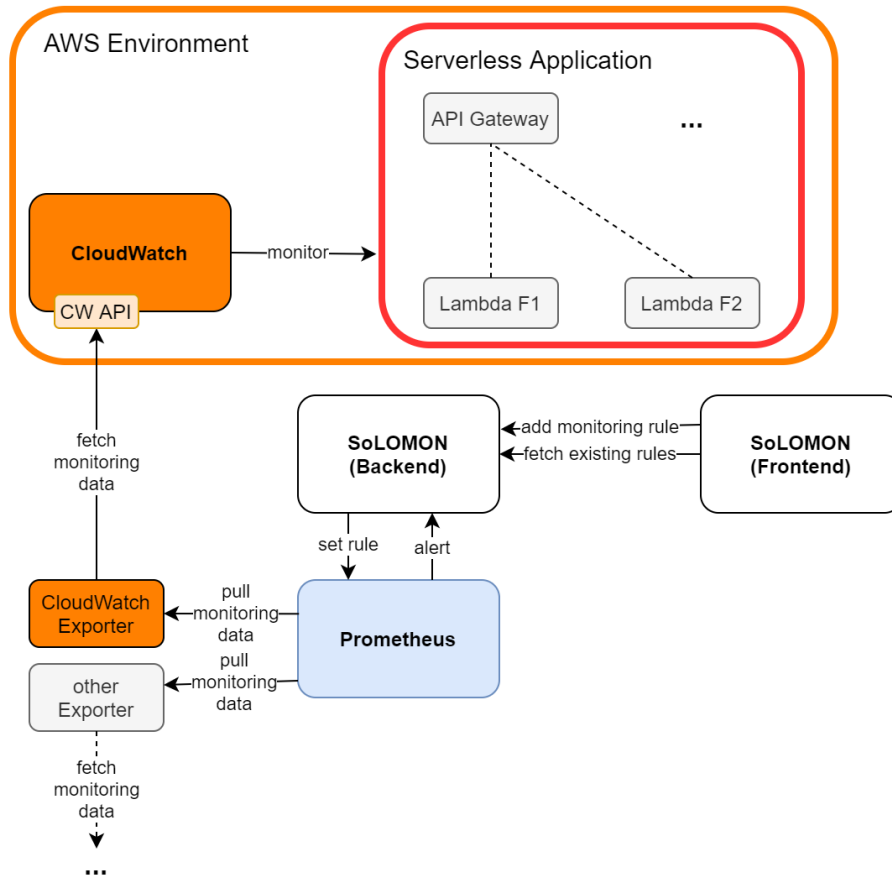 AWS Environment
Serverless Application
API Gateway
...
CloudWatch
monitor
CW API
Lambda F1
Lambda F2
fetch
monitoring
data
SoLOMON
(Backend)
add monitoring rule
fetch existing rules
SoLOMON
(Frontend)
set rule
alert
CloudWatch
Exporter
pull
monitoring
data
Prometheus
other
Exporter
pull
monitoring
data
fetch
monitoring
data
...